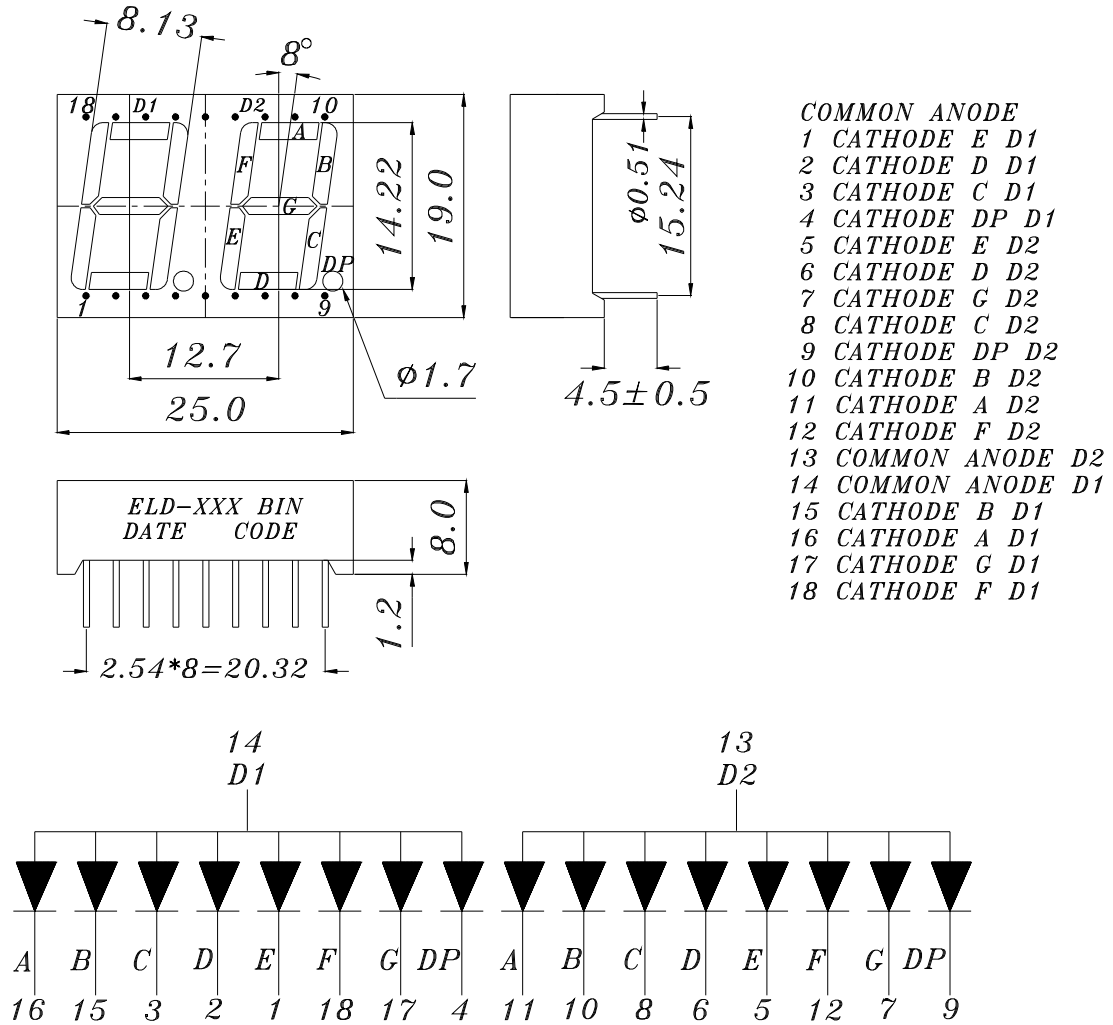 8.13
8°
18 D1 D2 10
A
F B
G
E C
D DP
1 9
14.22
19.0
12.7
25.0
ø1.7
ø0.51
15.24
4.5±0.5
COMMON ANODE
1 CATHODE E D1
2 CATHODE D D1
3 CATHODE C D1
4 CATHODE DP D1
5 CATHODE E D2
6 CATHODE D D2
7 CATHODE G D2
8 CATHODE C D2
9 CATHODE DP D2
10 CATHODE B D2
11 CATHODE A D2
12 CATHODE F D2
13 COMMON ANODE D2
14 COMMON ANODE D1
15 CATHODE B D1
16 CATHODE A D1
17 CATHODE G D1
18 CATHODE F D1
ELD-XXX BIN
DATE CODE
8.0
1.2
2.54*8=20.32
14 13
D1 D2
A B C D E F G DP A B C D E F G DP
16 15 3 2 1 18 17 4 11 10 8 6 5 12 7 9